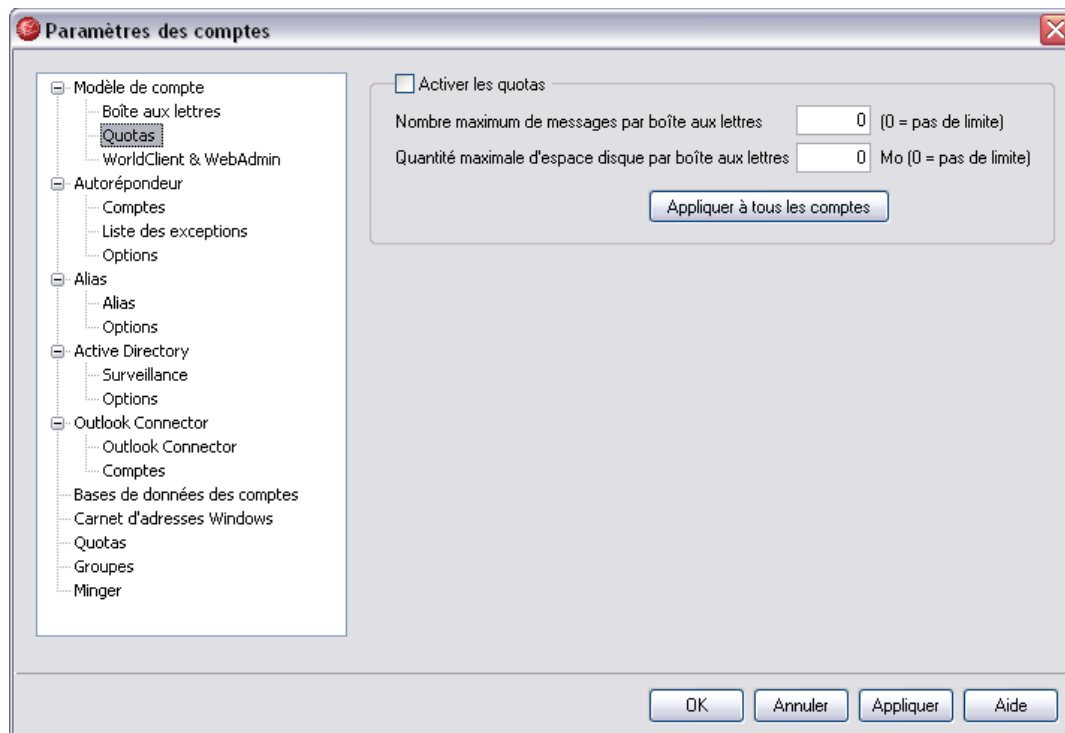 Paramètres des comptes
Modèle de compte
Boîte aux lettres
Quotas
WorldClient & WebAdmin
Autorépondeur
Comptes
Liste des exceptions
Options
Alias
Alias
Options
Active Directory
Surveillance
Options
Outlook Connector
Outlook Connector
Comptes
Bases de données des comptes
Carnet d'adresses Windows
Quotas
Groupes
Minger
Activer les quotas
Nombre maximum de messages par boîte aux lettres 0 (0 = pas de limite)
Quantité maximale d'espace disque par boîte aux lettres 0 Mo (0 = pas de limite)
Appliquer à tous les comptes
OK Annuler Appliquer Aide